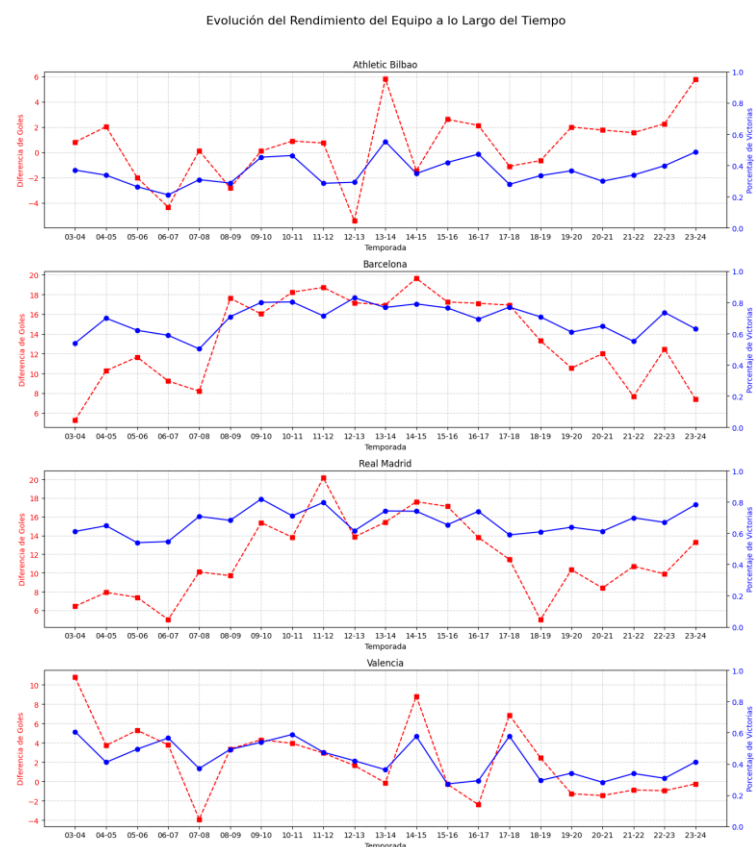 Evolución del Rendimiento del Equipo a lo Largo del Tiempo
Athletic Bilbao
6
4
2
0
−2
−4
Diferencia de Goles
1.0
0.8
0.6
0.4
0.2
0.0
Porcentaje de Victorias
03-04 04-05 05-06 06-07 07-08 08-09 09-10 10-11 11-12 12-13 13-14 14-15 15-16 16-17 17-18 18-19 19-20 20-21 21-22 22-23 23-24
Temporada
Barcelona
20
18
16
14
12
10
8
6
Diferencia de Goles
1.0
0.8
0.6
0.4
0.2
0.0
Porcentaje de Victorias
03-04 04-05 05-06 06-07 07-08 08-09 09-10 10-11 11-12 12-13 13-14 14-15 15-16 16-17 17-18 18-19 19-20 20-21 21-22 22-23 23-24
Temporada
Real Madrid
20
18
16
14
12
10
8
6
Diferencia de Goles
1.0
0.8
0.6
0.4
0.2
0.0
Porcentaje de Victorias
03-04 04-05 05-06 06-07 07-08 08-09 09-10 10-11 11-12 12-13 13-14 14-15 15-16 16-17 17-18 18-19 19-20 20-21 21-22 22-23 23-24
Temporada
Valencia
10
8
6
4
2
0
−2
−4
Diferencia de Goles
1.0
0.8
0.6
0.4
0.2
0.0
Porcentaje de Victorias
03-04 04-05 05-06 06-07 07-08 08-09 09-10 10-11 11-12 12-13 13-14 14-15 15-16 16-17 17-18 18-19 19-20 20-21 21-22 22-23 23-24
Temporada